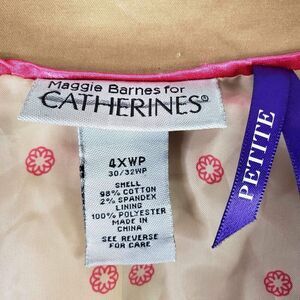 Maggie Barnes for
CATHERINES®
4XWP
30/32WP
SHELL
98% COTTON
2% SPANDEX
LINING
100% POLYESTER
MADE IN
CHINA
SEE REVERSE
FOR CARE
PETITE